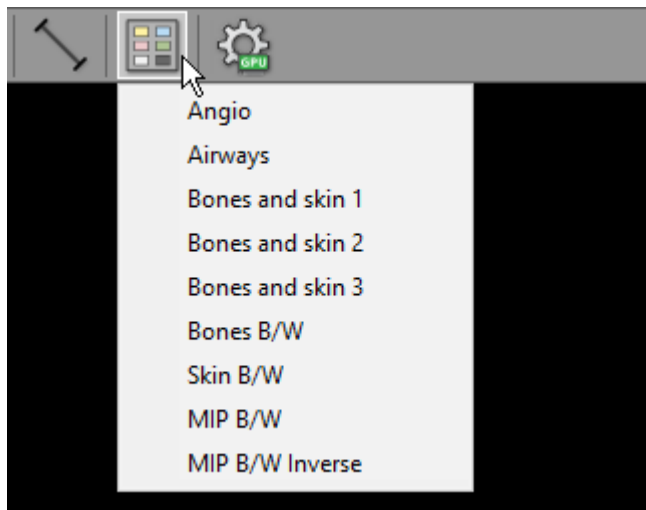 GPU
Angio
Airways
Bones and skin 1
Bones and skin 2
Bones and skin 3
Bones B/W
Skin B/W
MIP B/W
MIP B/W Inverse